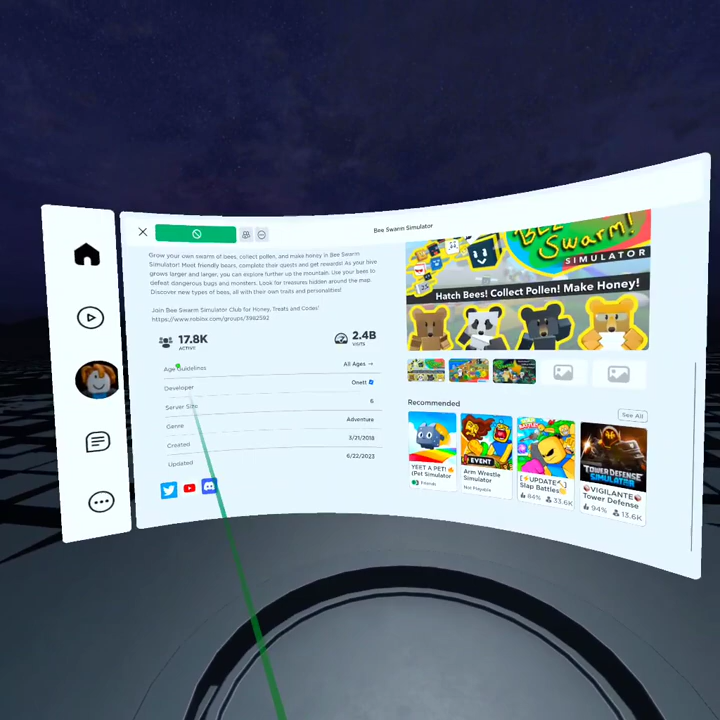 Bee Swarm Simulator
Grow your own swarm of bees, collect pollen, and make honey in Bee Swarm
Simulator! Meet friendly bears, complete their quests and get rewards! As your hive
grows larger and larger, you can explore further up the mountain. Use your bees to
defeat dangerous bugs and monsters. Look for treasures hidden around the map.
Discover new types of bees, all with their own traits and personalities!
Join Bee Swarm Simulator Club for Honey, Treats and Codes!
https://www.roblox.com/groups/3982592
17.8K
ACTIVE
2.4B
VISITS
Age Guidelines
All Ages →
Developer
Onett
Server Size
6
Genre
Adventure
Created
3/21/2018
Updated
6/22/2023
Bee Swarm!
SIMULATOR
Hatch Bees! Collect Pollen! Make Honey!
Recommended
See All
YEET A PET!
(Pet Simulator
Friends
EVENT
Arm Wrestle
Simulator
Not Playable
[⚡UPDATE🔨]
Slap Battles👏
84% 33.6K
TOWER DEFENSE
SIMULATOR
VIGILANTE
Tower Defense
94% 13.6K